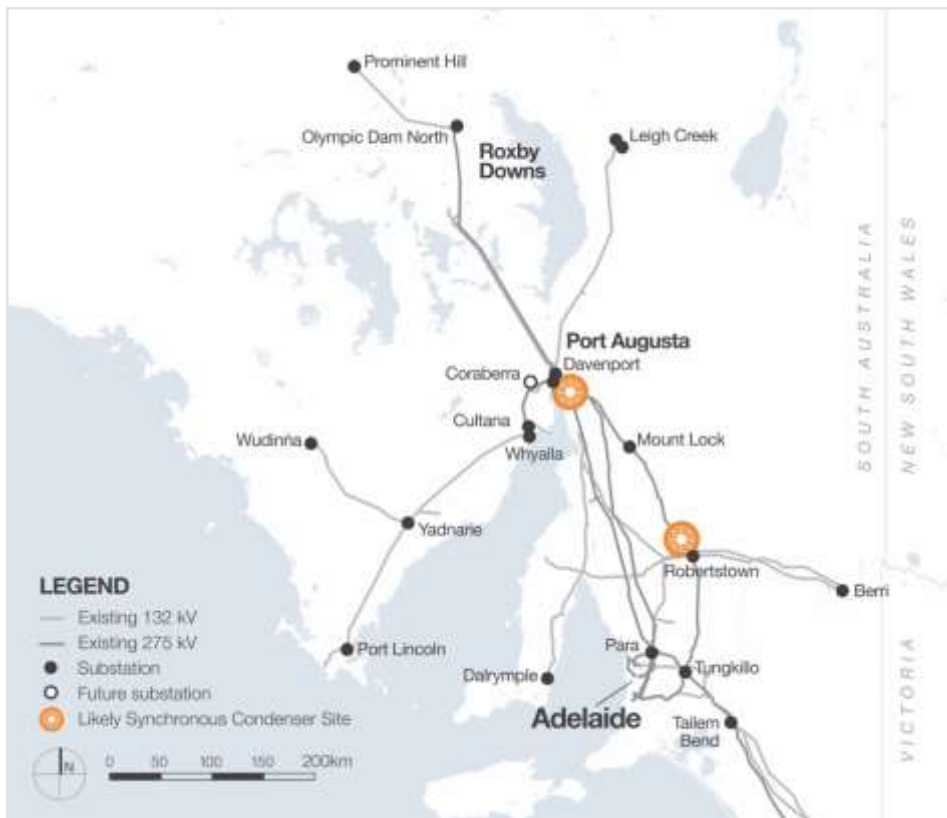 Prominent Hill
Olympic Dam North
Roxby
Downs
Leigh Creek
SOUTH AUSTRALIA
NEW SOUTH WALES
Port Augusta
Davenport
Coraberra
Cultana
Whyalla
Wudinna
Mount Lock
Yadnarie
Robertstown
Berri
LEGEND
Existing 132 kV
Existing 275 kV
Substation
Future substation
Likely Synchronous Condenser Site
Port Lincoln
Dalrymple
Para
Tungkillo
Adelaide
Tailem
Bend
VICTORIA
N
0 50 100 150 200km